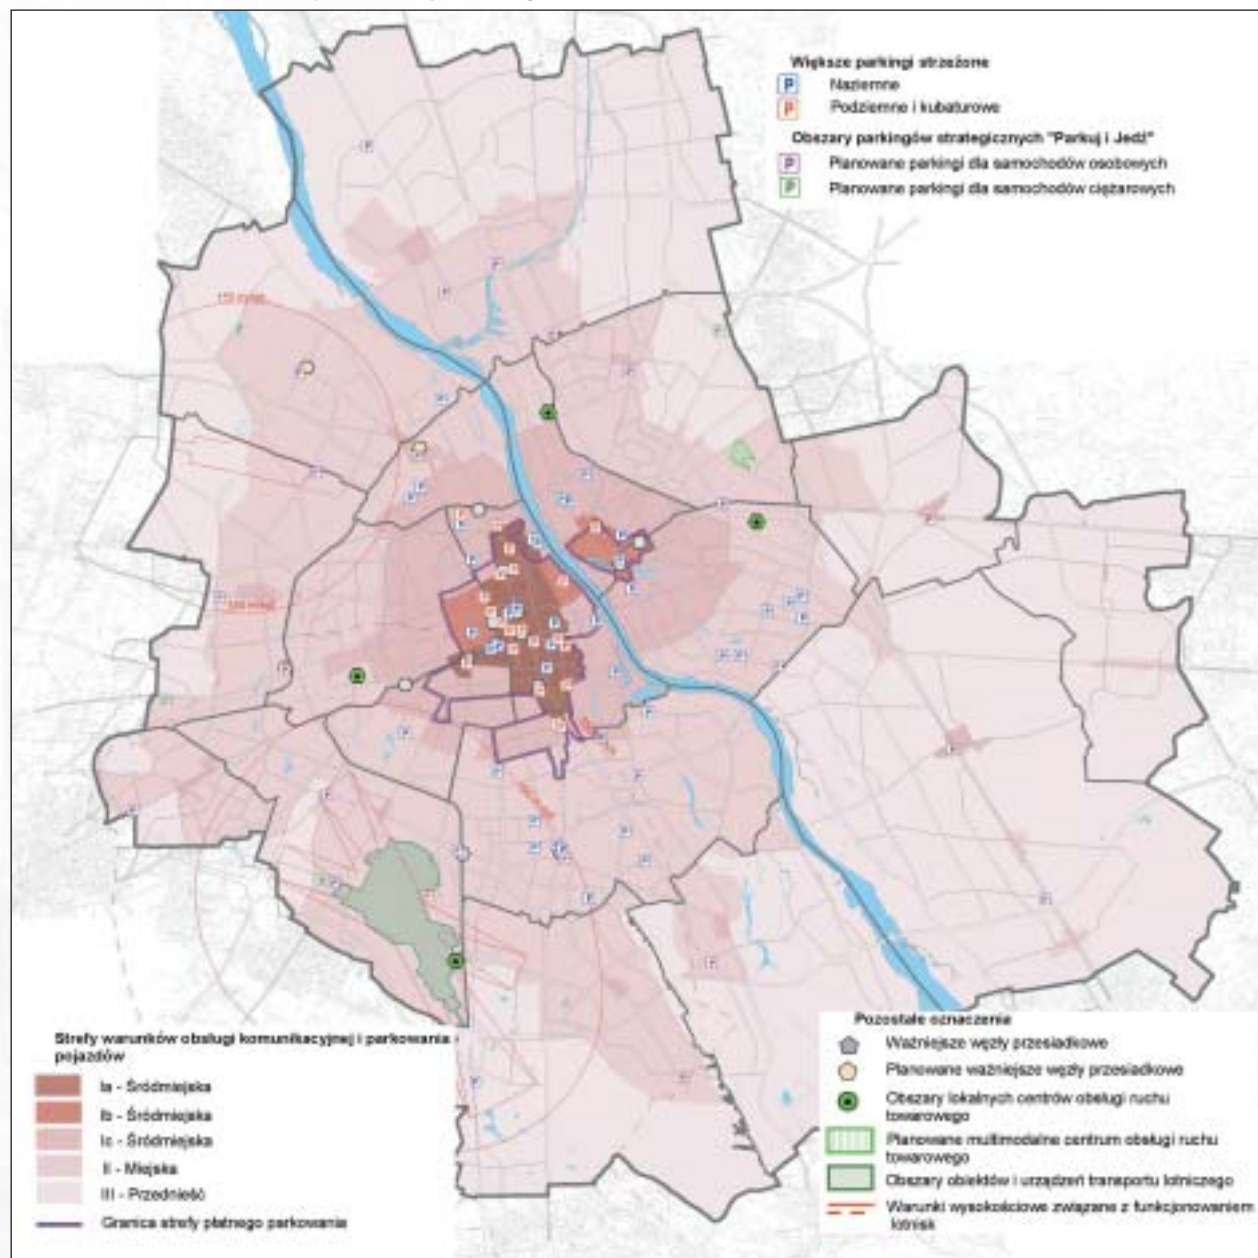 Większe parkingi strzeżone
P Naziemne
P Podziemne i kubaturowe
Obszary parkingów strategicznych "Parkuj i Jedź"
P Planowane parkingi dla samochodów osobowych
P Planowane parkingi dla samochodów ciężarowych
Strefy warunków obsługi komunikacyjnej i parkowania
pojazdów
Ia - Śródmiejska
Ib - Śródmiejska
Ic - Śródmiejska
II - Miejska
III - Przednieść
Granica strefy płatnego parkowania
Pozostałe oznaczenia
Ważniejsze węzły przesiadkowe
Planowane ważniejsze węzły przesiadkowe
Obszary lokalnych centrów obsługi ruchu
towarowego
Planowane multimodalne centrum obsługi ruchu
towarowego
Obszary obiektów i urządzeń transportu lotniczego
Warunki wysokościowe związane z funkcjonowaniem
lotnisk